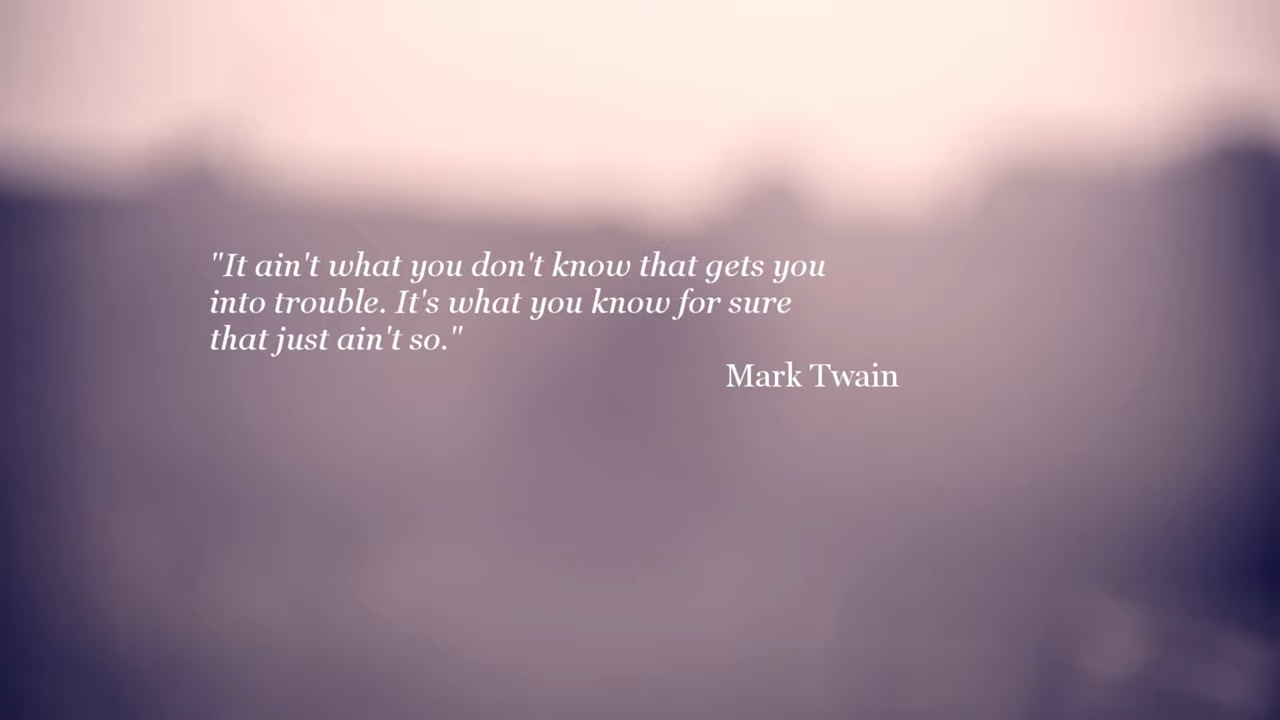 "It ain't what you don't know that gets you
into trouble. It's what you know for sure
that just ain't so."
Mark Twain